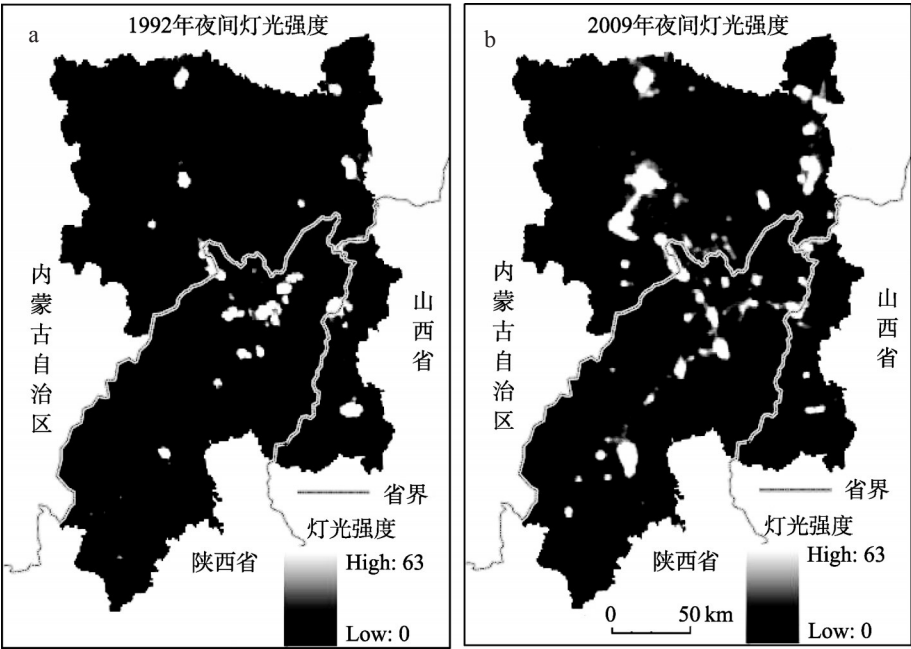 a
1992年夜间灯光强度
内蒙古自治区
山西省
省界
灯光强度
陕西省
High: 63
Low: 0
b
2009年夜间灯光强度
内蒙古自治区
山西省
省界
灯光强度
陕西省
High: 63
0 50 km
Low: 0